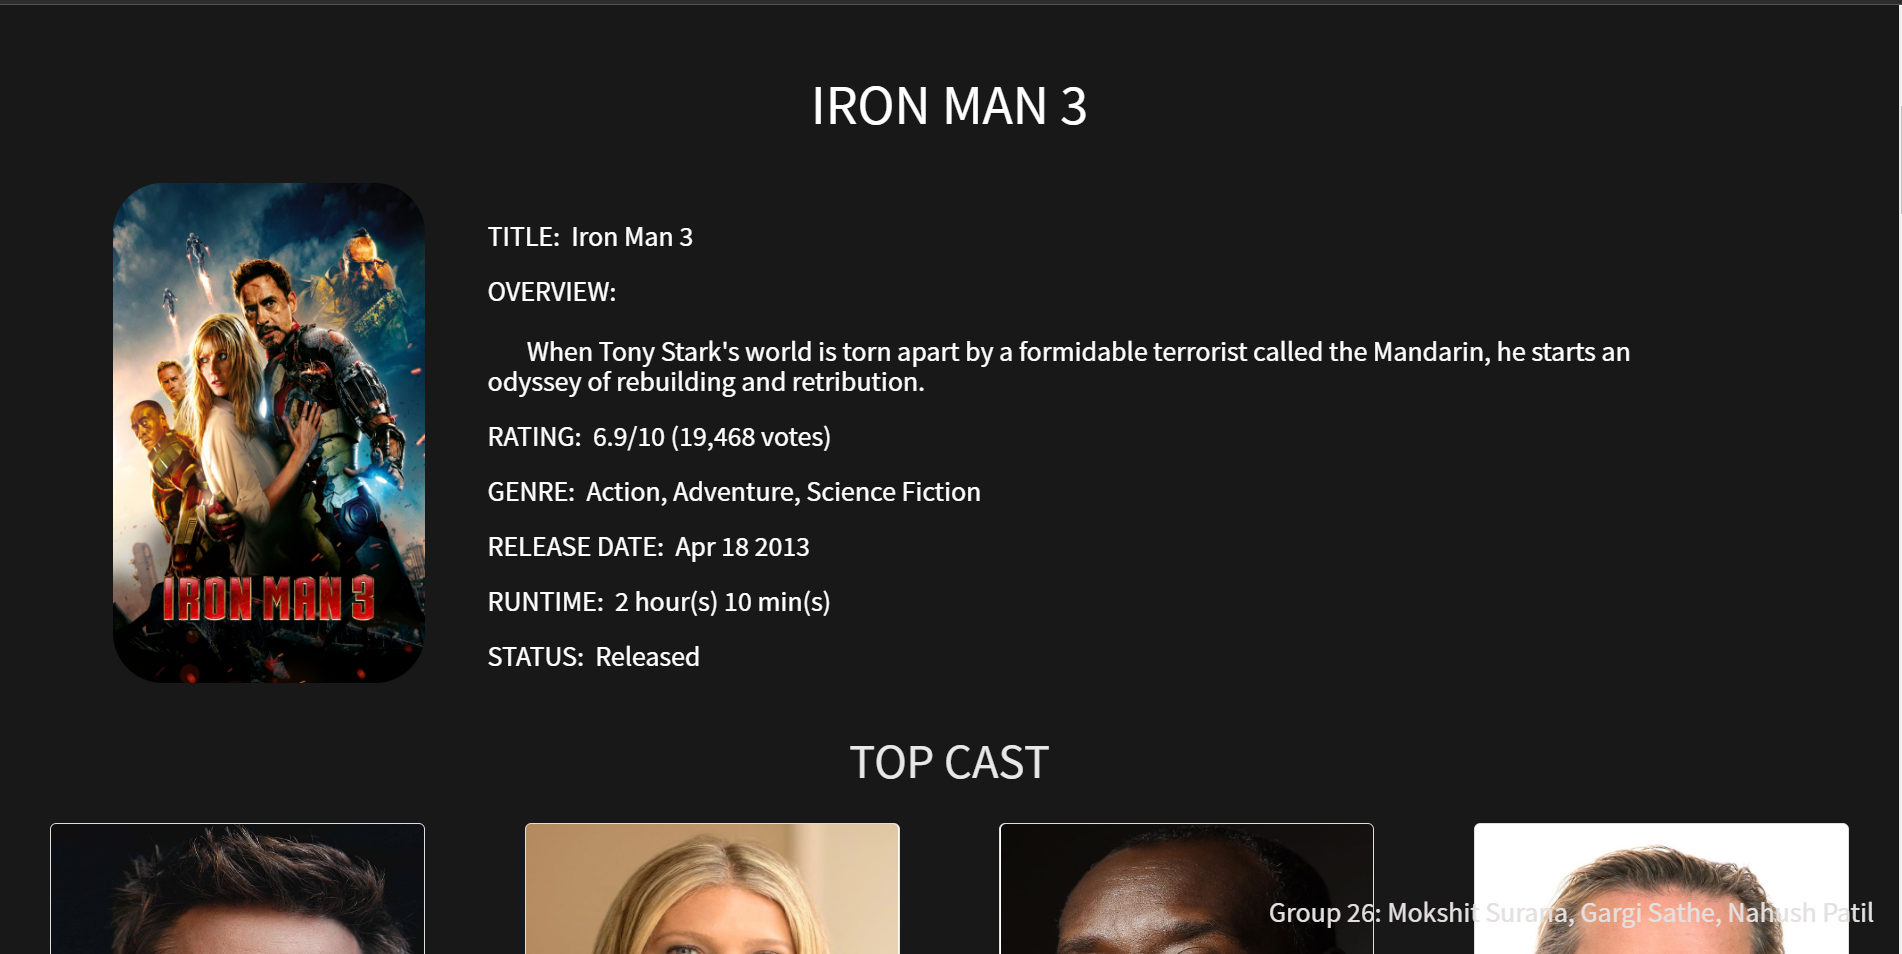 IRON MAN 3
TITLE: Iron Man 3
OVERVIEW:
When Tony Stark's world is torn apart by a formidable terrorist called the Mandarin, he starts an
odyssey of rebuilding and retribution.
RATING: 6.9/10 (19,468 votes)
GENRE: Action, Adventure, Science Fiction
RELEASE DATE: Apr 18 2013
RUNTIME: 2 hour(s) 10 min(s)
STATUS: Released
IRON MAN 3
TOP CAST
Group 26: Mokshit Surana, Gargi Sathe, Nahush Patil